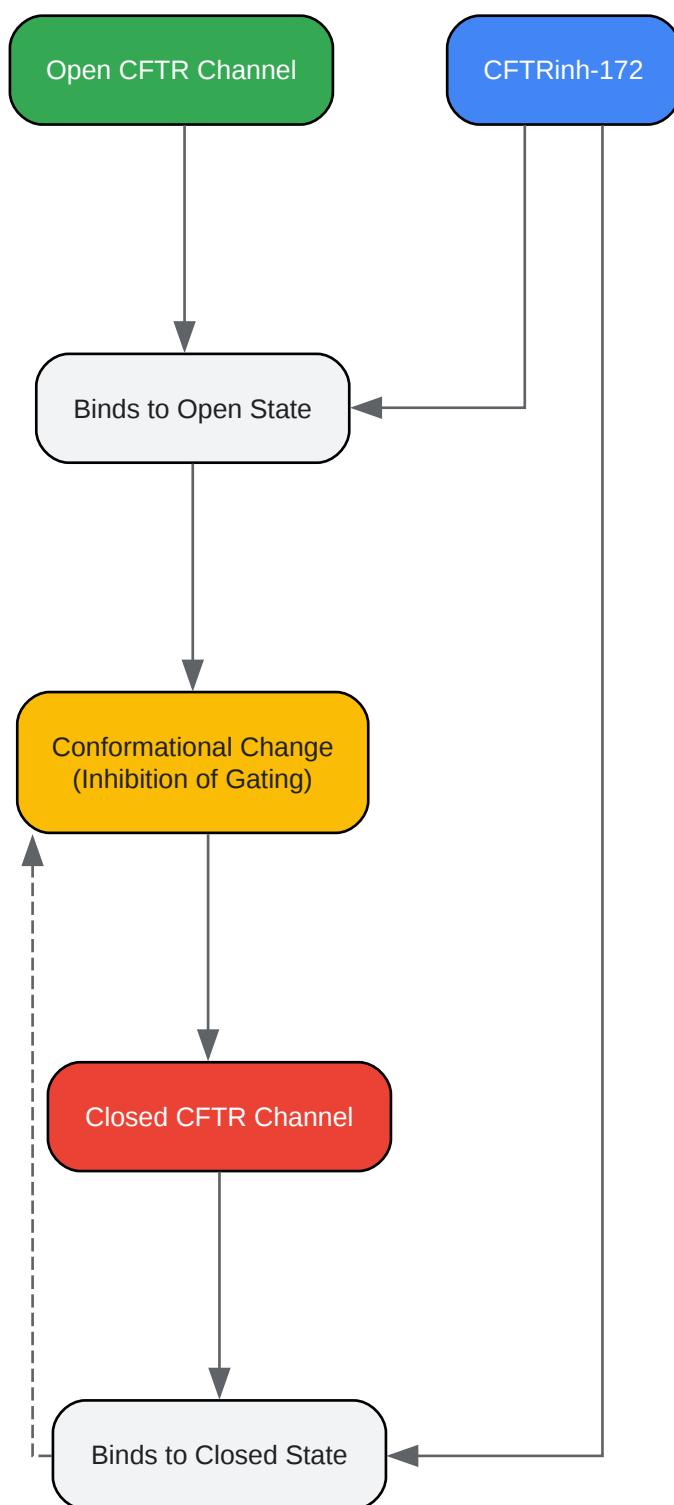 Open CFTR Channel
CFTRinh-172
Binds to Open State
Conformational Change
(Inhibition of Gating)
Closed CFTR Channel
Binds to Closed State